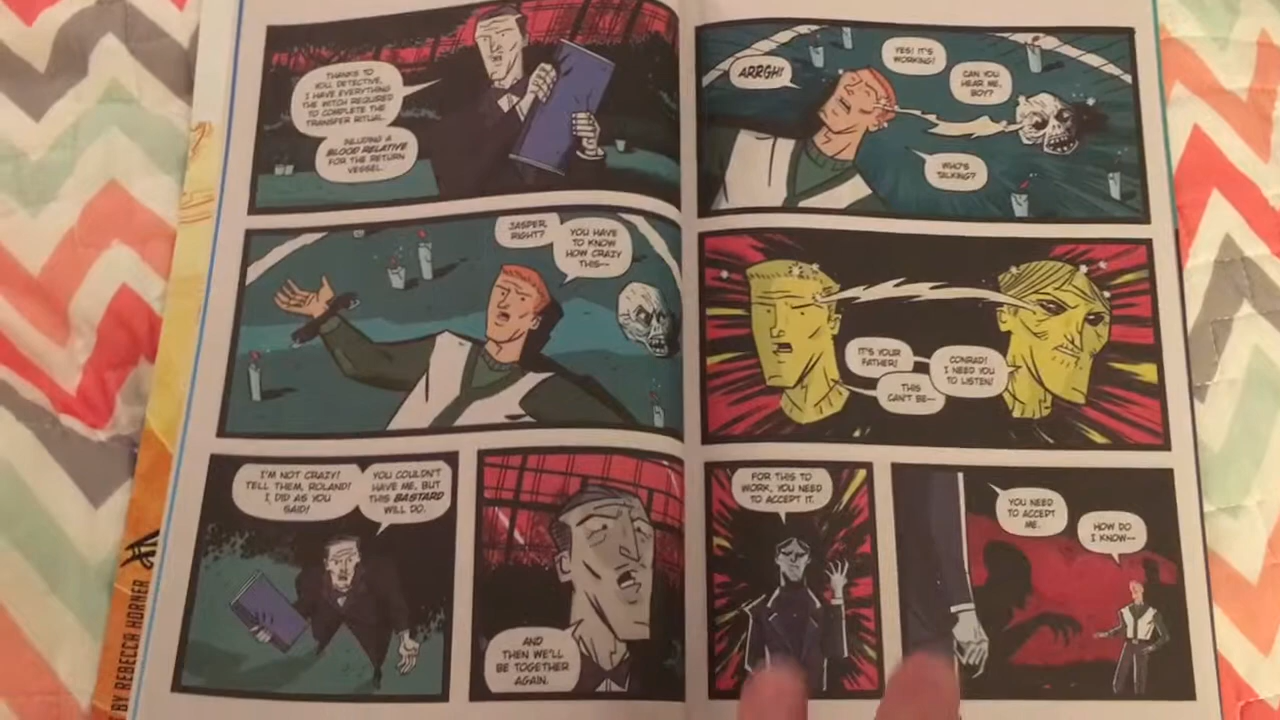 THANKS TO
YOU, DETECTIVE,
I HAVE EVERYTHING
THE WITCH REQUIRED
TO COMPLETE THE
TRANSFER RITUAL.
INLUDING A
BLOOD RELATIVE
FOR THE RETURN
VESSEL.
JASPER,
RIGHT?
YOU HAVE
TO KNOW
HOW CRAZY
THIS—
I'M NOT CRAZY!
TELL THEM, ROLAND!
I DID AS YOU
SAID!
YOU COULDN'T
HAVE ME, BUT
THIS BASTARD
WILL DO.
AND
THEN WE'LL
BE TOGETHER
AGAIN.
ARRGH!
YES! IT'S
WORKING!
CAN YOU
HEAR ME,
BOY?
WHO'S
TALKING?
IT'S YOUR
FATHER!
THIS
CAN'T BE—
CONRAD!
I NEED YOU
TO LISTEN!
FOR THIS TO
WORK, YOU NEED
TO ACCEPT IT.
YOU NEED
TO ACCEPT
ME.
HOW DO
I KNOW—
BY REBECCA HORNER